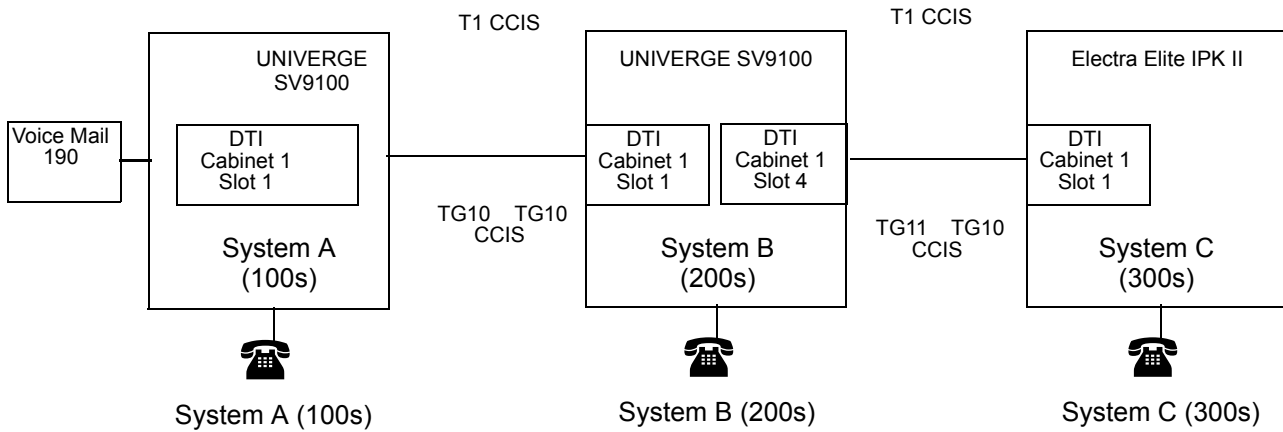 T1 CCIS
T1 CCIS
UNIVERGE
SV9100
UNIVERGE SV9100
Electra Elite IPK II
Voice Mail
190
DTI
Cabinet 1
Slot 1
DTI
Cabinet 1
Slot 1
DTI
Cabinet 1
Slot 4
DTI
Cabinet 1
Slot 1
TG10 TG10
CCIS
TG11 TG10
CCIS
System A
(100s)
System B
(200s)
System C
(300s)
System A (100s)
System B (200s)
System C (300s)